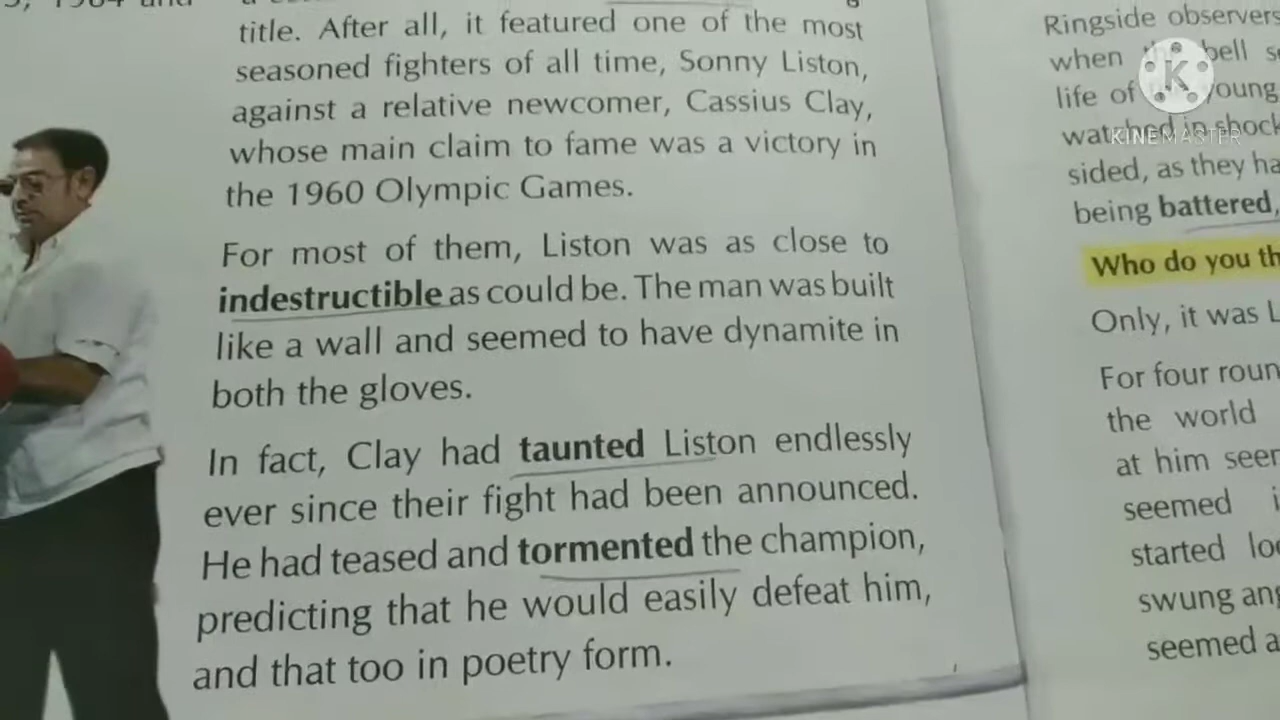 title. After all, it featured one of the most
seasoned fighters of all time, Sonny Liston,
against a relative newcomer, Cassius Clay,
whose main claim to fame was a victory in
the 1960 Olympic Games.
For most of them, Liston was as close to
indestructible as could be. The man was built
like a wall and seemed to have dynamite in
both the gloves.
In fact, Clay had taunted Liston endlessly
ever since their fight had been announced.
He had teased and tormented the champion,
predicting that he would easily defeat him,
and that too in poetry form.
Ringside observers
when the bell
life of young
watched in shock
sided, as they ha
being battered,
Who do you th
Only, it was L
For four roun
the world
at him seem
seemed i
started loo
swung ang
seemed a
K
KINEMASTER